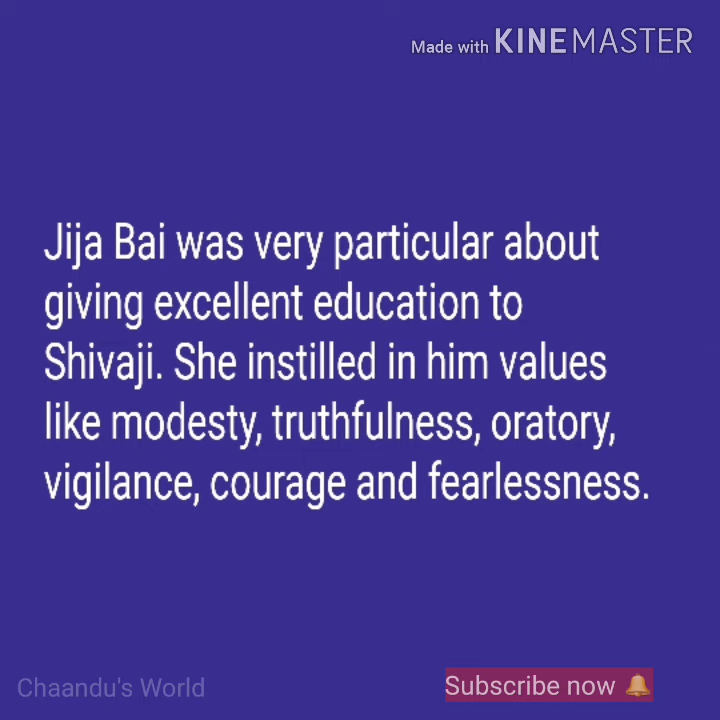 Made with KINEMASTER
Jija Bai was very particular about
giving excellent education to
Shivaji. She instilled in him values
like modesty, truthfulness, oratory,
vigilance, courage and fearlessness.
Chaandu's World
Subscribe now 🔔